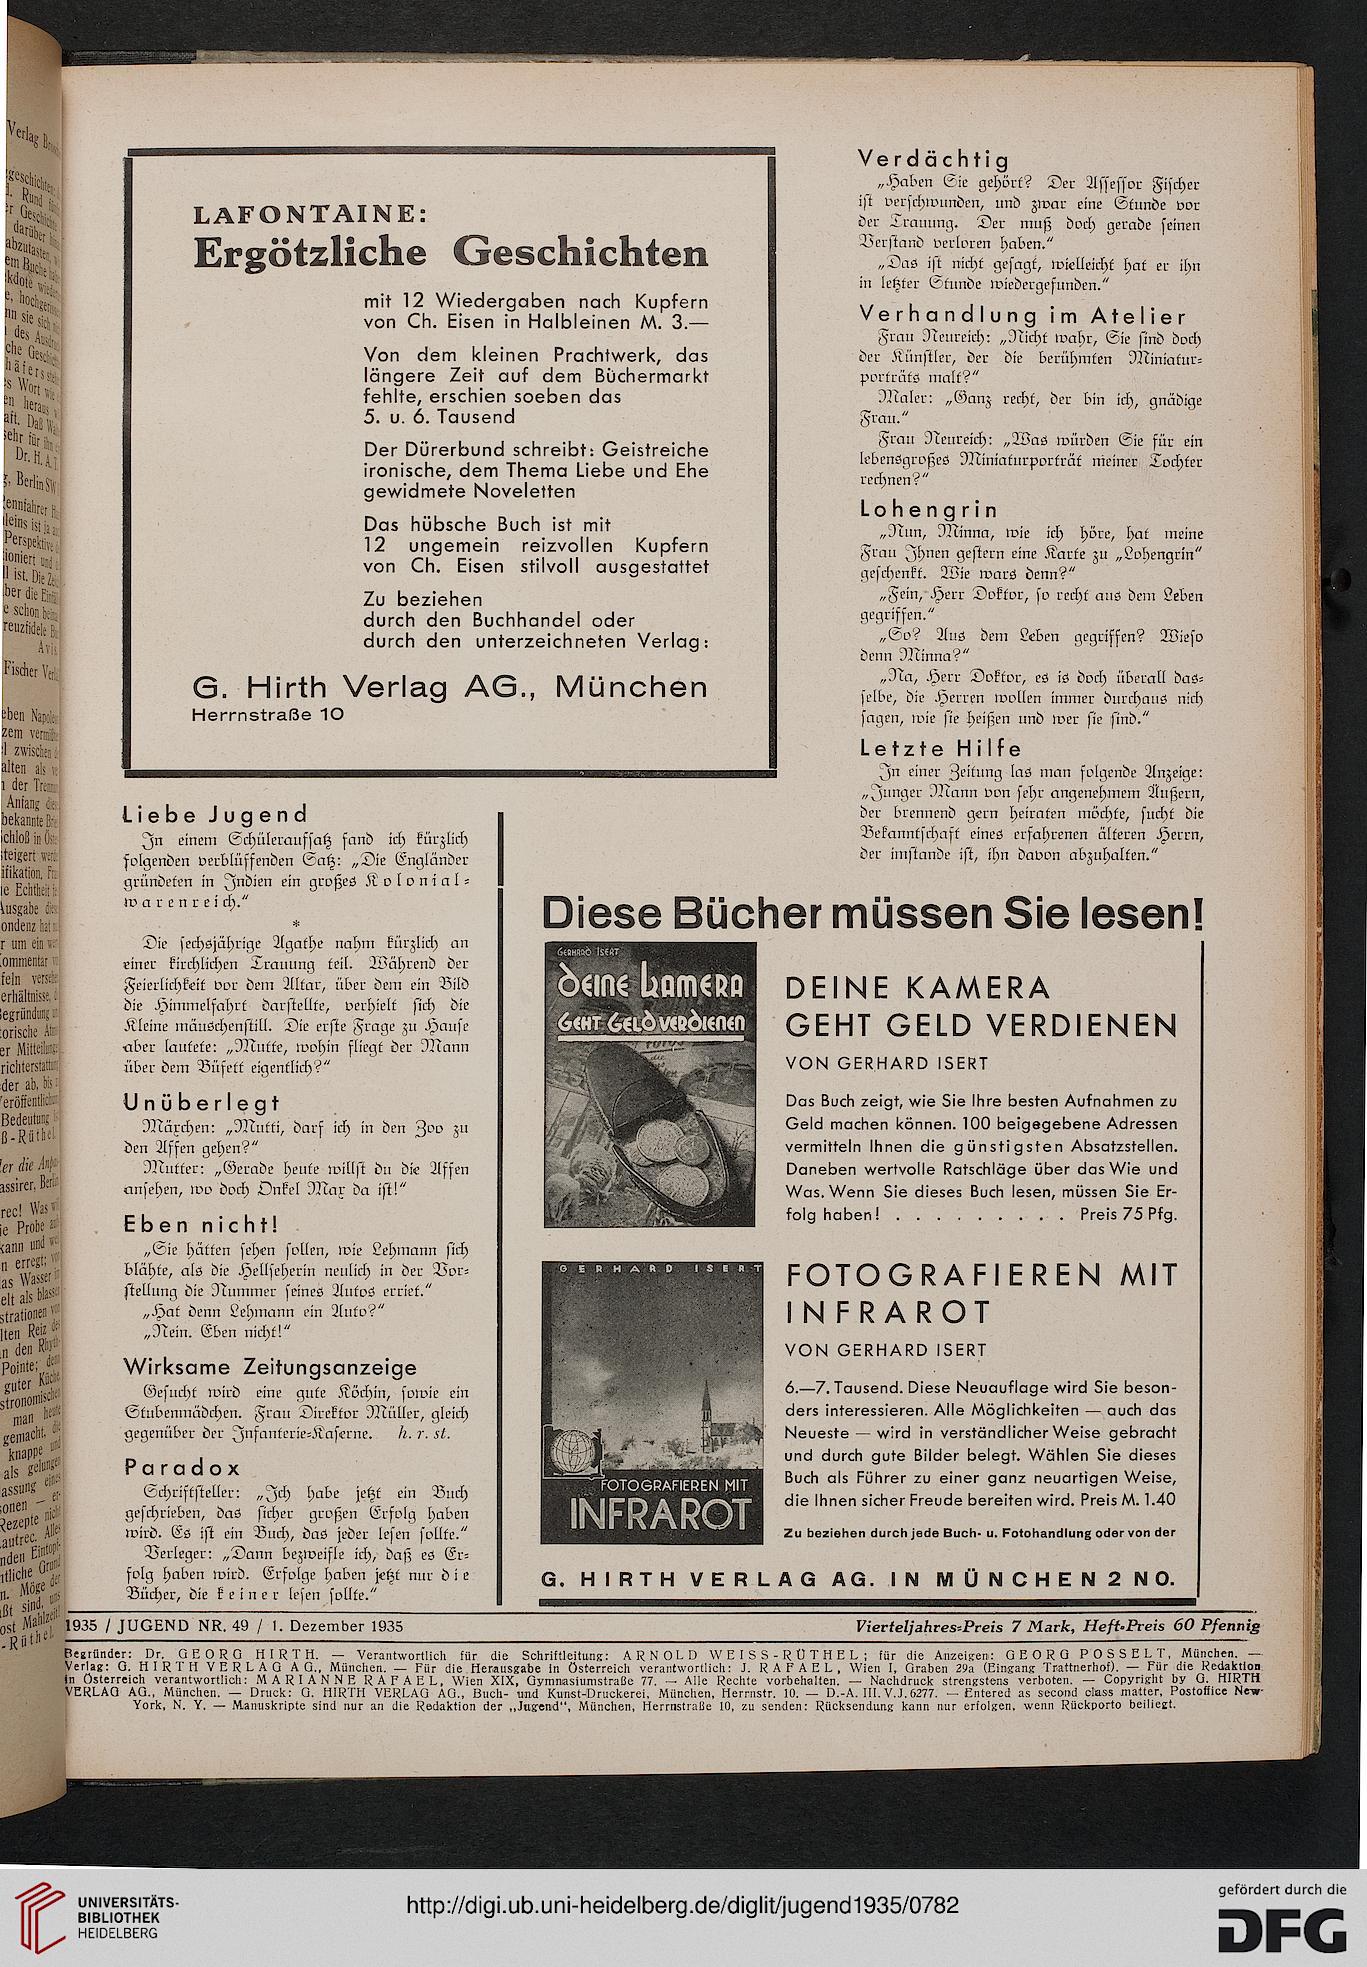 LAFONTAINE:
Ergötzliche Geschichten
mit 12 Wiedergaben nach Kupfern
von Ch. Eisen in Halbleinen M. 3.—
Von dem kleinen Prachtwerk, das
längere Zeit auf dem Büchermarkt
fehlte, erschien soeben das
5. u. 6. Tausend
Der Dürerbund schreibt: Geistreiche
ironische, dem Thema Liebe und Ehe
gewidmete Noveletten
Das hübsche Buch ist mit
12 ungemein reizvollen Kupfern
von Ch. Eisen stilvoll ausgestattet
Zu beziehen
durch den Buchhandel oder
durch den unterzeichneten Verlag:
G. Hirth Verlag AG., München
Herrnstraße 10
Liebe Jugend
In einem Schüleraufsatz fand ich kürzlich
folgenden verblüffenden Satz: „Die Engländer
gründeten in Indien ein großes Kolonial-
warenreich."
*
Die sechsjährige Agathe nahm kürzlich an
einer kirchlichen Trauung teil. Während der
Feierlichkeit vor dem Altar, über dem ein Bild
die Himmelfahrt darstellte, verhielt sich die
Kleine mäuschenstill. Die erste Frage zu Hause
aber lautete: „Mutte, wohin fliegt der Mann
über dem Büfett eigentlich?"
Unüberlegt
Märchen: „Mutti, darf ich in den Zoo zu
den Affen gehen?"
Mutter: „Gerade heute willst du die Affen
ansehen, wo doch Onkel Max da ist!"
Eben nicht!
„Sie hätten sehen sollen, wie Lehmann sich
blähte, als die Hellseherin neulich in der Vor-
stellung die Nummer seines Autos erriet."
„Hat denn Lehmann ein Auto?"
„Nein. Eben nicht!"
Wirksame Zeitungsanzeige
Gesucht wird eine gute Köchin, sowie ein
Stubenmädchen. Frau Direktor Müller, gleich
gegenüber der Infanterie-Kaserne. h. r. st.
Paradox
Schriftsteller: „Ich habe jetzt ein Buch
geschrieben, das sicher großen Erfolg haben
wird. Es ist ein Buch, das jeder lesen sollte."
Verleger: „Dann bezweifle ich, daß es Er-
folg haben wird. Erfolge haben jetzt nur die
Bücher, die keiner lesen sollte."
Verdächtig
„Haben Sie gehört? Der Assessor Fischer
ist verschwunden, und zwar eine Stunde vor
der Trauung. Der muß doch gerade seinen
Verstand verloren haben."
„Das ist nicht gesagt, vielleicht hat er ihn
in letzter Stunde wiedergefunden."
Verhandlung im Atelier
Frau Neureich: „Nicht wahr, Sie sind doch
der Künstler, der die berühmten Miniatur-
porträts malt?"
Maler: „Ganz recht, der bin ich, gnädige
Frau."
Frau Neureich: „Was würden Sie für ein
lebensgroßes Miniaturporträt meiner Tochter
rechnen?"
Lohengrin
„Nun, Minna, wie ich höre, hat meine
Frau Ihnen gestern eine Karte zu „Lohengrin"
geschenkt. Wie wars denn?"
„Fein, Herr Doktor, so recht aus dem Leben
gegriffen."
„So? Aus dem Leben gegriffen? Wieso
denn Minna?"
„Na, Herr Doktor, es is doch überall das-
selbe, die Herren wollen immer durchaus nich
sagen, wie sie heißen und wer sie sind."
Letzte Hilfe
In einer Zeitung las man folgende Anzeige:
„Junger Mann von sehr angenehmem Äußern,
der brennend gern heiraten möchte, sucht die
Bekanntschaft eines erfahrenen älteren Herrn,
der imstande ist, ihn davon abzuhalten."
Diese Bücher müssen Sie lesen!
GERHARD ISERT
Deine Kamera
Geht Geld verdienen
DEINE KAMERA
GEHT GELD VERDIENEN
VON GERHARD ISERT
Das Buch zeigt, wie Sie Ihre besten Aufnahmen zu
Geld machen können. 100 beigegebene Adressen
vermitteln Ihnen die günstigsten Absatzstellen.
Daneben wertvolle Ratschläge über das Wie und
Was. Wenn Sie dieses Buch lesen, müssen Sie Er-
folg haben! . . . . . . . . . Preis 75 Pfg.
GERHARD ISERT
FOTOGRAFIEREN MIT
INFRAROT
FOTOGRAFIEREN MIT
INFRAROT
VON GERHARD ISERT
6.—7. Tausend. Diese Neuauflage wird Sie beson-
ders interessieren. Alle Möglichkeiten — auch das
Neueste — wird in verständlicher Weise gebracht
und durch gute Bilder belegt. Wählen Sie dieses
Buch als Führer zu einer ganz neuartigen Weise,
die Ihnen sicher Freude bereiten wird. Preis M. 1.40
Zu beziehen durch jede Buch- u. Fotohandlung oder von der
G. HIRTH VERLAG AG. IN MÜNCHEN 2 NO.
1935 / JUGEND NR. 49 / 1. Dezember 1935
Vierteljahres-Preis 7 Mark, Heft-Preis 60 Pfennig
Begründer: Dr. GEORG HIRTH. — Verantwortlich für die Schriftleitung: ARNOLD WEISS-RÜTHEL; für die Anzeigen: GEORG POSSELT, München. —
Verlag: G. HIRTH VERLAG AG., München. — Für die Herausgabe in Österreich verantwortlich: J. RAFAEL, Wien I, Graben 29a (Eingang Trattnerhof). — Für die Redaktion
in Österreich verantwortlich: MARIANNE RAFAEL, Wien XIX, Gymnasiumstraße 77. — Alle Rechte vorbehalten. — Nachdruck strengstens verboten. — Copyright by G. HIRTH
VERLAG AG., München. — Druck: G. HIRTH VERLAG AG., Buch- und Kunst-Druckerei, München, Herrnstr. 10. — D.-A. III. V.J. 6277. — Entered as second class matter, Postoffice New-
York, N. Y. — Manuskripte sind nur an die Redaktion der „Jugend", München, Herrnstraße 10, zu senden: Rücksendung kann nur erfolgen, wenn Rückporto beiliegt.
UNIVERSITÄTS-
BIBLIOTHEK
HEIDELBERG
http://digi.ub.uni-heidelberg.de/diglit/jugend1935/0782
gefördert durch die
DFG